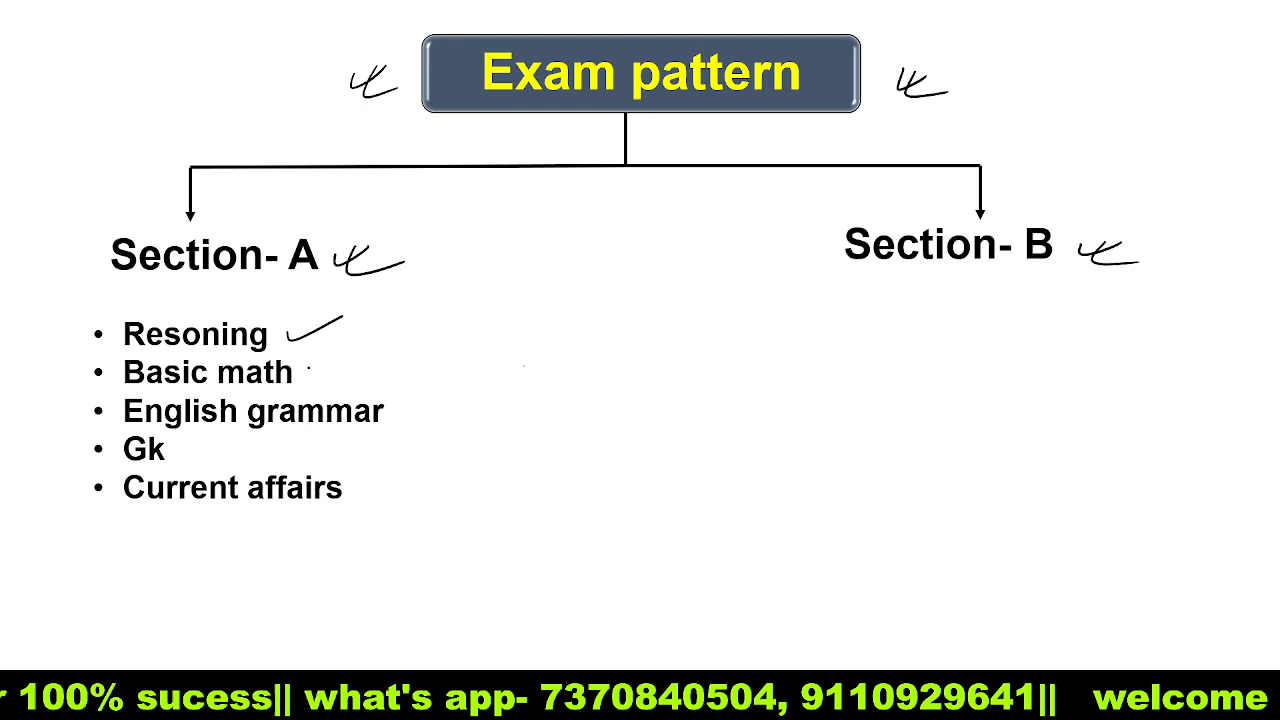 Exam pattern
Section- A
Section- B
• Resoning
• Basic math
• English grammar
• Gk
• Current affairs
r 100% sucess|| what's app- 7370840504, 9110929641|| welcome